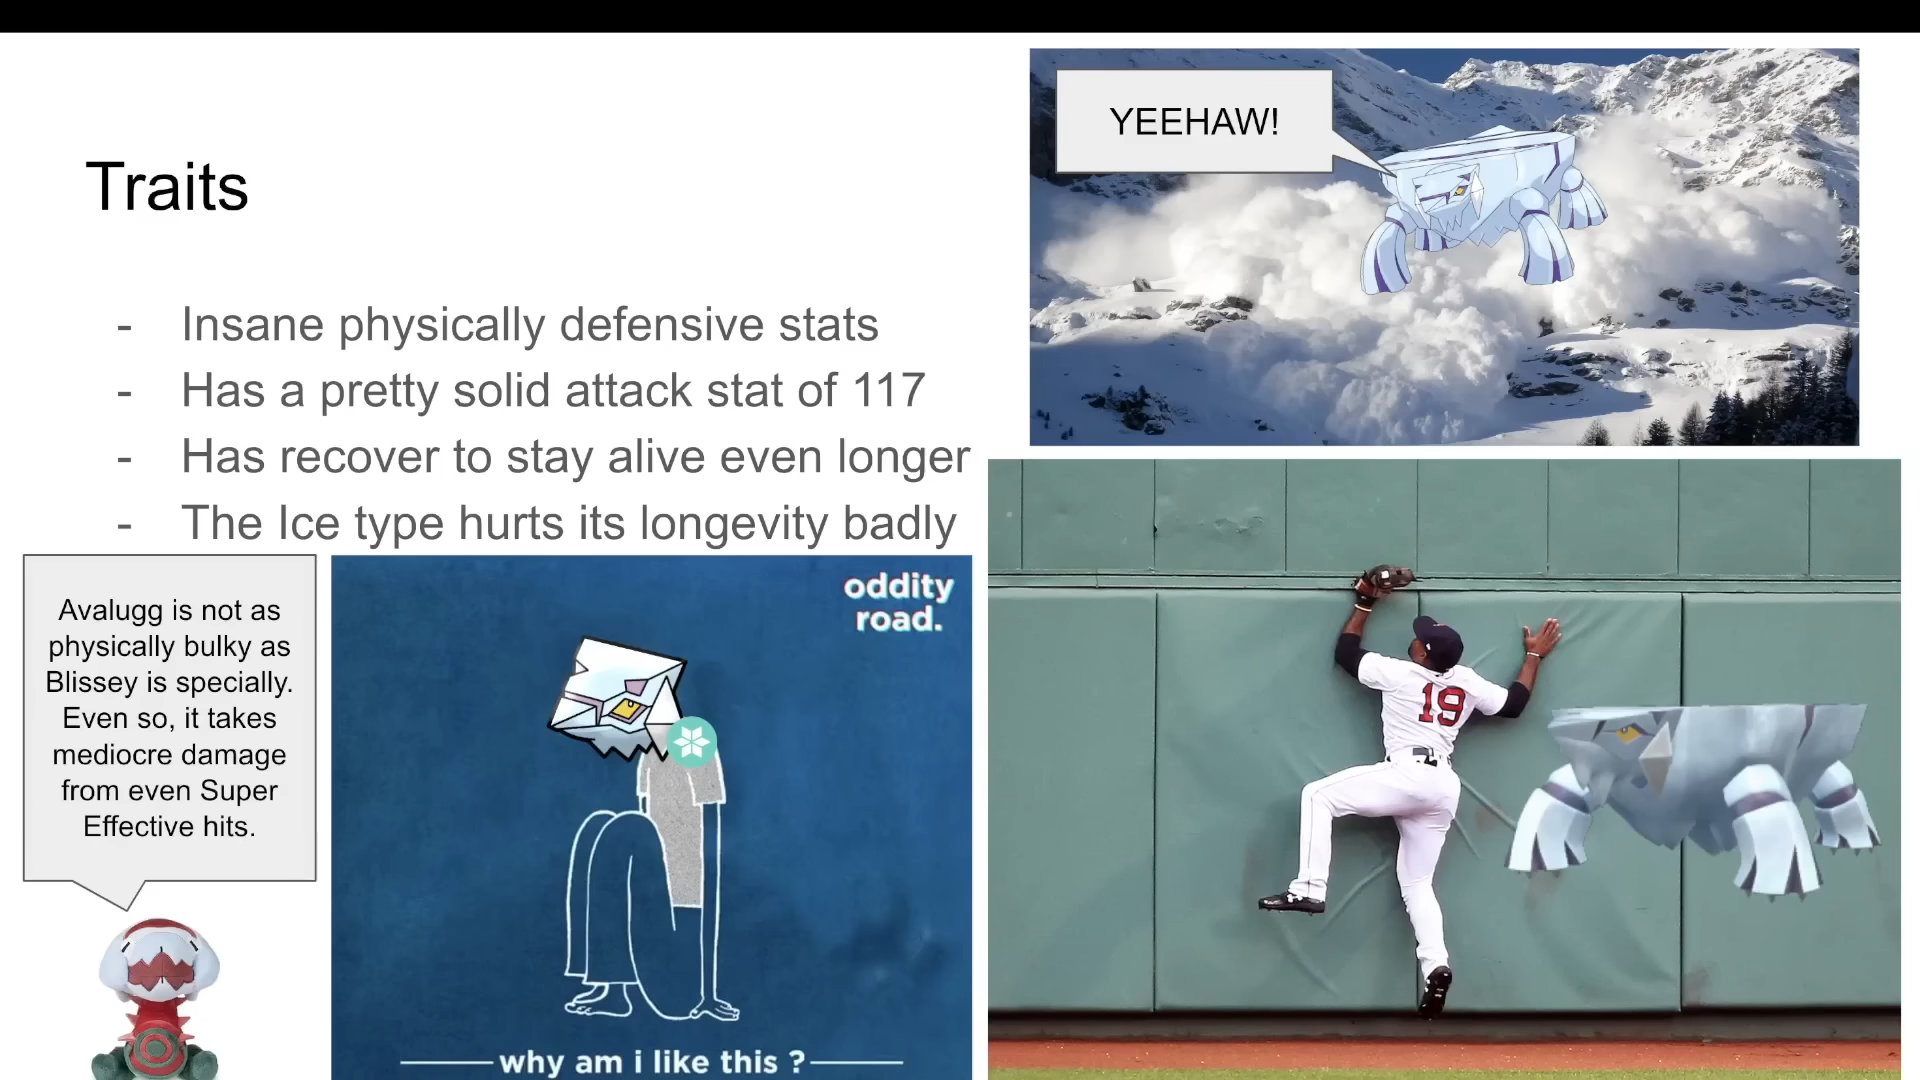 YEEHAW!
Traits
- Insane physically defensive stats
- Has a pretty solid attack stat of 117
- Has recover to stay alive even longer
- The Ice type hurts its longevity badly
Avalugg is not as
physically bulky as
Blissey is specially.
Even so, it takes
mediocre damage
from even Super
Effective hits.
oddity
road.
why am i like this ?
19